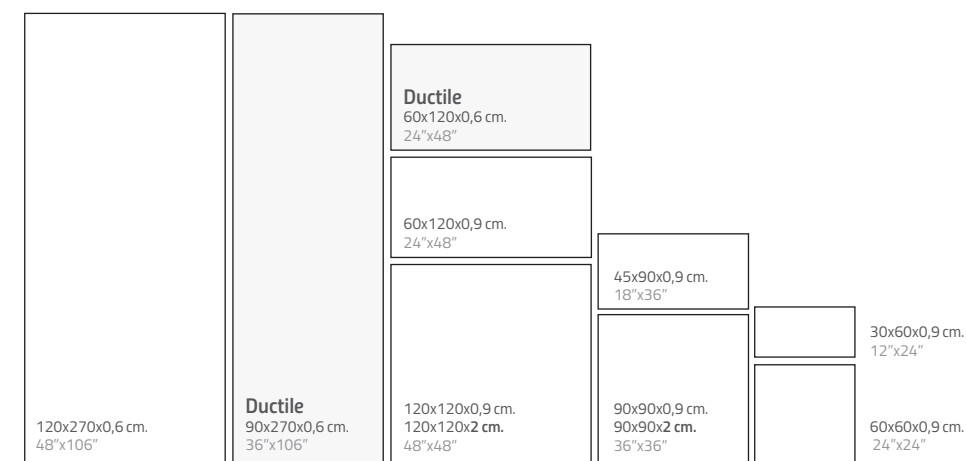 120x270x0,6 cm.
48”x106”
Ductile
90x270x0,6 cm.
36”x106”
Ductile
60x120x0,6 cm.
24”x48”
60x120x0,9 cm.
24”x48”
120x120x0,9 cm.
120x120x2 cm.
48”x48”
45x90x0,9 cm.
18”x36”
90x90x0,9 cm.
90x90x2 cm.
36”x36”
30x60x0,9 cm.
12”x24”
60x60x0,9 cm.
24”x24”